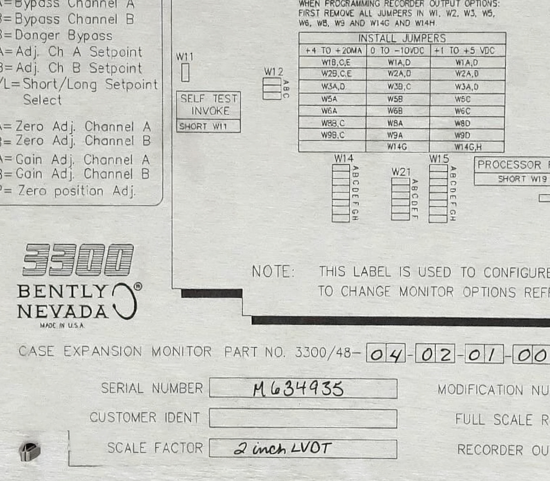 =Bypass Channel A
=Bypass Channel B
=Danger Bypass
=Adj. Ch A Setpoint
=Adj. Ch B Setpoint
/L=Short/Long Setpoint
Select
=Zero Adj. Channel A
=Zero Adj. Channel B
=Gain Adj. Channel A
=Gain Adj. Channel B
=Zero position Adj.
W11
SELF TEST
INVOKE
SHORT W11
W12
A B C
WHEN PROGRAMMING RECORDER OUTPUT OPTIONS:
FIRST REMOVE ALL JUMPERS IN W1, W2, W3, W5,
W6, W8, W9 AND W14G AND W14H
INSTALL JUMPERS
+4 TO +20MA 0 TO -10VDC +1 TO +5 VDC
W1B,C,E W1A,D W1A,D
W2B,C,E W2A,D W2A,D
W3A,D W3B,C W3A,D
W5A W5B W5C
W6A W6B W6C
W8B,C W8A W8D
W9B,C W9A W9D
W14G W14G,H
W14
A B C D E F G H
W21
A B C D E F
W15
A B C D E F G H
PROCESSOR
SHORT W19
3300
BENTLY
NEVADA ®
MADE IN U.S.A.
NOTE: THIS LABEL IS USED TO CONFIGURE
TO CHANGE MONITOR OPTIONS REF
CASE EXPANSION MONITOR PART NO. 3300/48-04-02-01-00
SERIAL NUMBER M634935 MODIFICATION NU
CUSTOMER IDENT FULL SCALE R
SCALE FACTOR 2 inch LVDT RECORDER OU